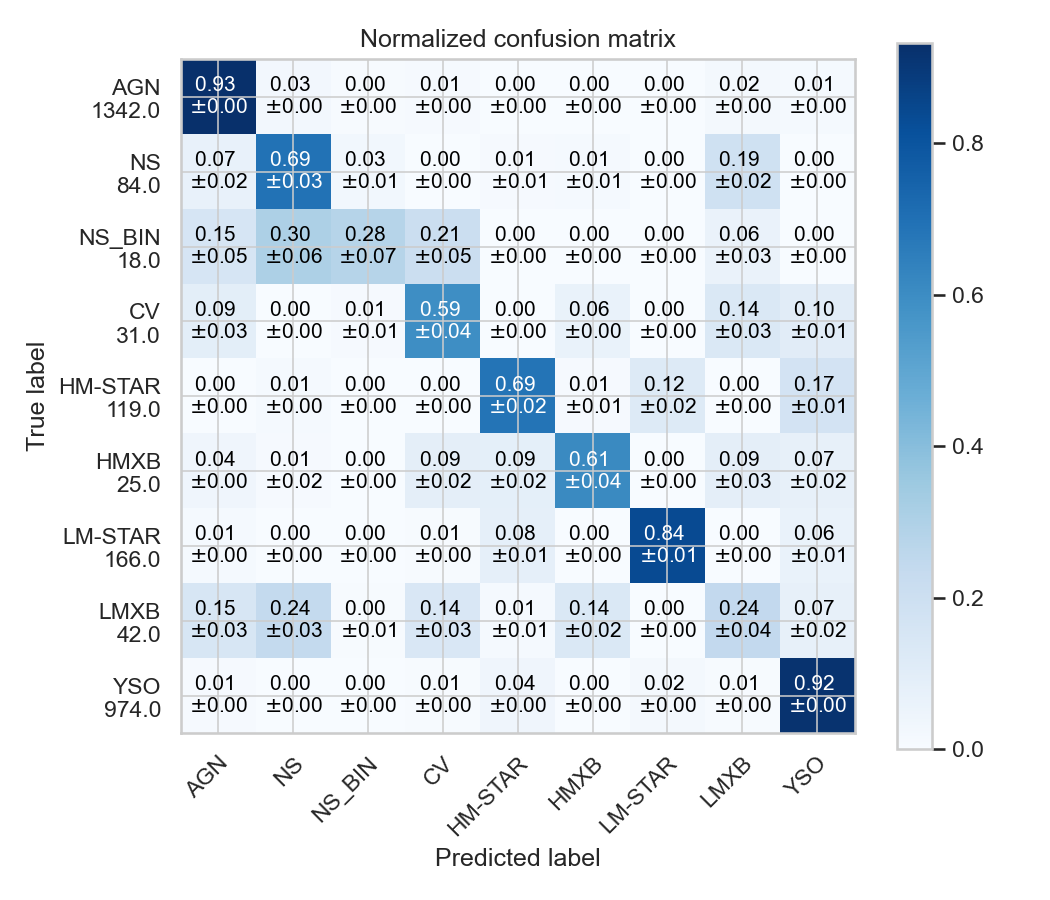 Normalized confusion matrix
AGN
1342.0
0.93 0.03 0.00 0.01 0.00 0.00 0.00 0.02 0.01
±0.00 ±0.00 ±0.00 ±0.00 ±0.00 ±0.00 ±0.00 ±0.00 ±0.00
NS
84.0
0.07 0.69 0.03 0.00 0.01 0.01 0.00 0.19 0.00
±0.02 ±0.03 ±0.01 ±0.00 ±0.01 ±0.01 ±0.00 ±0.02 ±0.00
NS_BIN
18.0
0.15 0.30 0.28 0.21 0.00 0.00 0.00 0.06 0.00
±0.05 ±0.06 ±0.07 ±0.05 ±0.00 ±0.00 ±0.00 ±0.03 ±0.00
CV
31.0
0.09 0.00 0.01 0.59 0.00 0.06 0.00 0.14 0.10
±0.03 ±0.00 ±0.01 ±0.04 ±0.00 ±0.00 ±0.00 ±0.03 ±0.01
HM-STAR
119.0
0.00 0.01 0.00 0.00 0.69 0.01 0.12 0.00 0.17
±0.00 ±0.00 ±0.00 ±0.00 ±0.02 ±0.01 ±0.02 ±0.00 ±0.01
HMXB
25.0
0.04 0.01 0.00 0.09 0.09 0.61 0.00 0.09 0.07
±0.00 ±0.02 ±0.00 ±0.02 ±0.02 ±0.04 ±0.00 ±0.03 ±0.02
LM-STAR
166.0
0.01 0.00 0.00 0.01 0.08 0.00 0.84 0.00 0.06
±0.00 ±0.00 ±0.00 ±0.00 ±0.01 ±0.00 ±0.01 ±0.00 ±0.01
LMXB
42.0
0.15 0.24 0.00 0.14 0.01 0.14 0.00 0.24 0.07
±0.03 ±0.03 ±0.01 ±0.03 ±0.01 ±0.02 ±0.00 ±0.04 ±0.02
YSO
974.0
0.01 0.00 0.00 0.01 0.04 0.00 0.02 0.01 0.92
±0.00 ±0.00 ±0.00 ±0.00 ±0.00 ±0.00 ±0.00 ±0.00 ±0.00
AGN NS NS_BIN CV HM-STAR HMXB LM-STAR LMXB YSO
Predicted label
True label
0.8
0.6
0.4
0.2
0.0